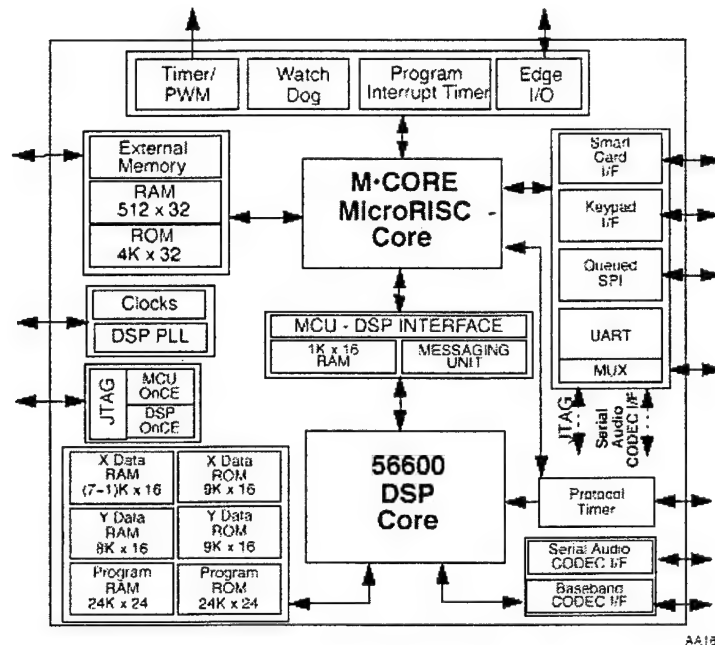 Timer/
PWM
Watch
Dog
Program
Interrupt Timer
Edge
I/O
External
Memory
RAM
512 x 32
ROM
4K x 32
M·CORE
MicroRISC
Core
Smart
Card
I/F
Keypad
I/F
Queued
SPI
UART
MUX
Clocks
DSP PLL
MCU - DSP INTERFACE
1K x 16
RAM
MESSAGING
UNIT
JTAG
MCU
OnCE
DSP
OnCE
JTAG
Serial
Audio
CODEC I/F
X Data
RAM
(7-1)K x 16
X Data
ROM
9K x 16
Y Data
RAM
8K x 16
Y Data
ROM
9K x 16
Program
RAM
24K x 24
Program
ROM
24K x 24
56600
DSP
Core
Protocol
Timer
Serial Audio
CODEC I/F
Baseband
CODEC I/F
AA16